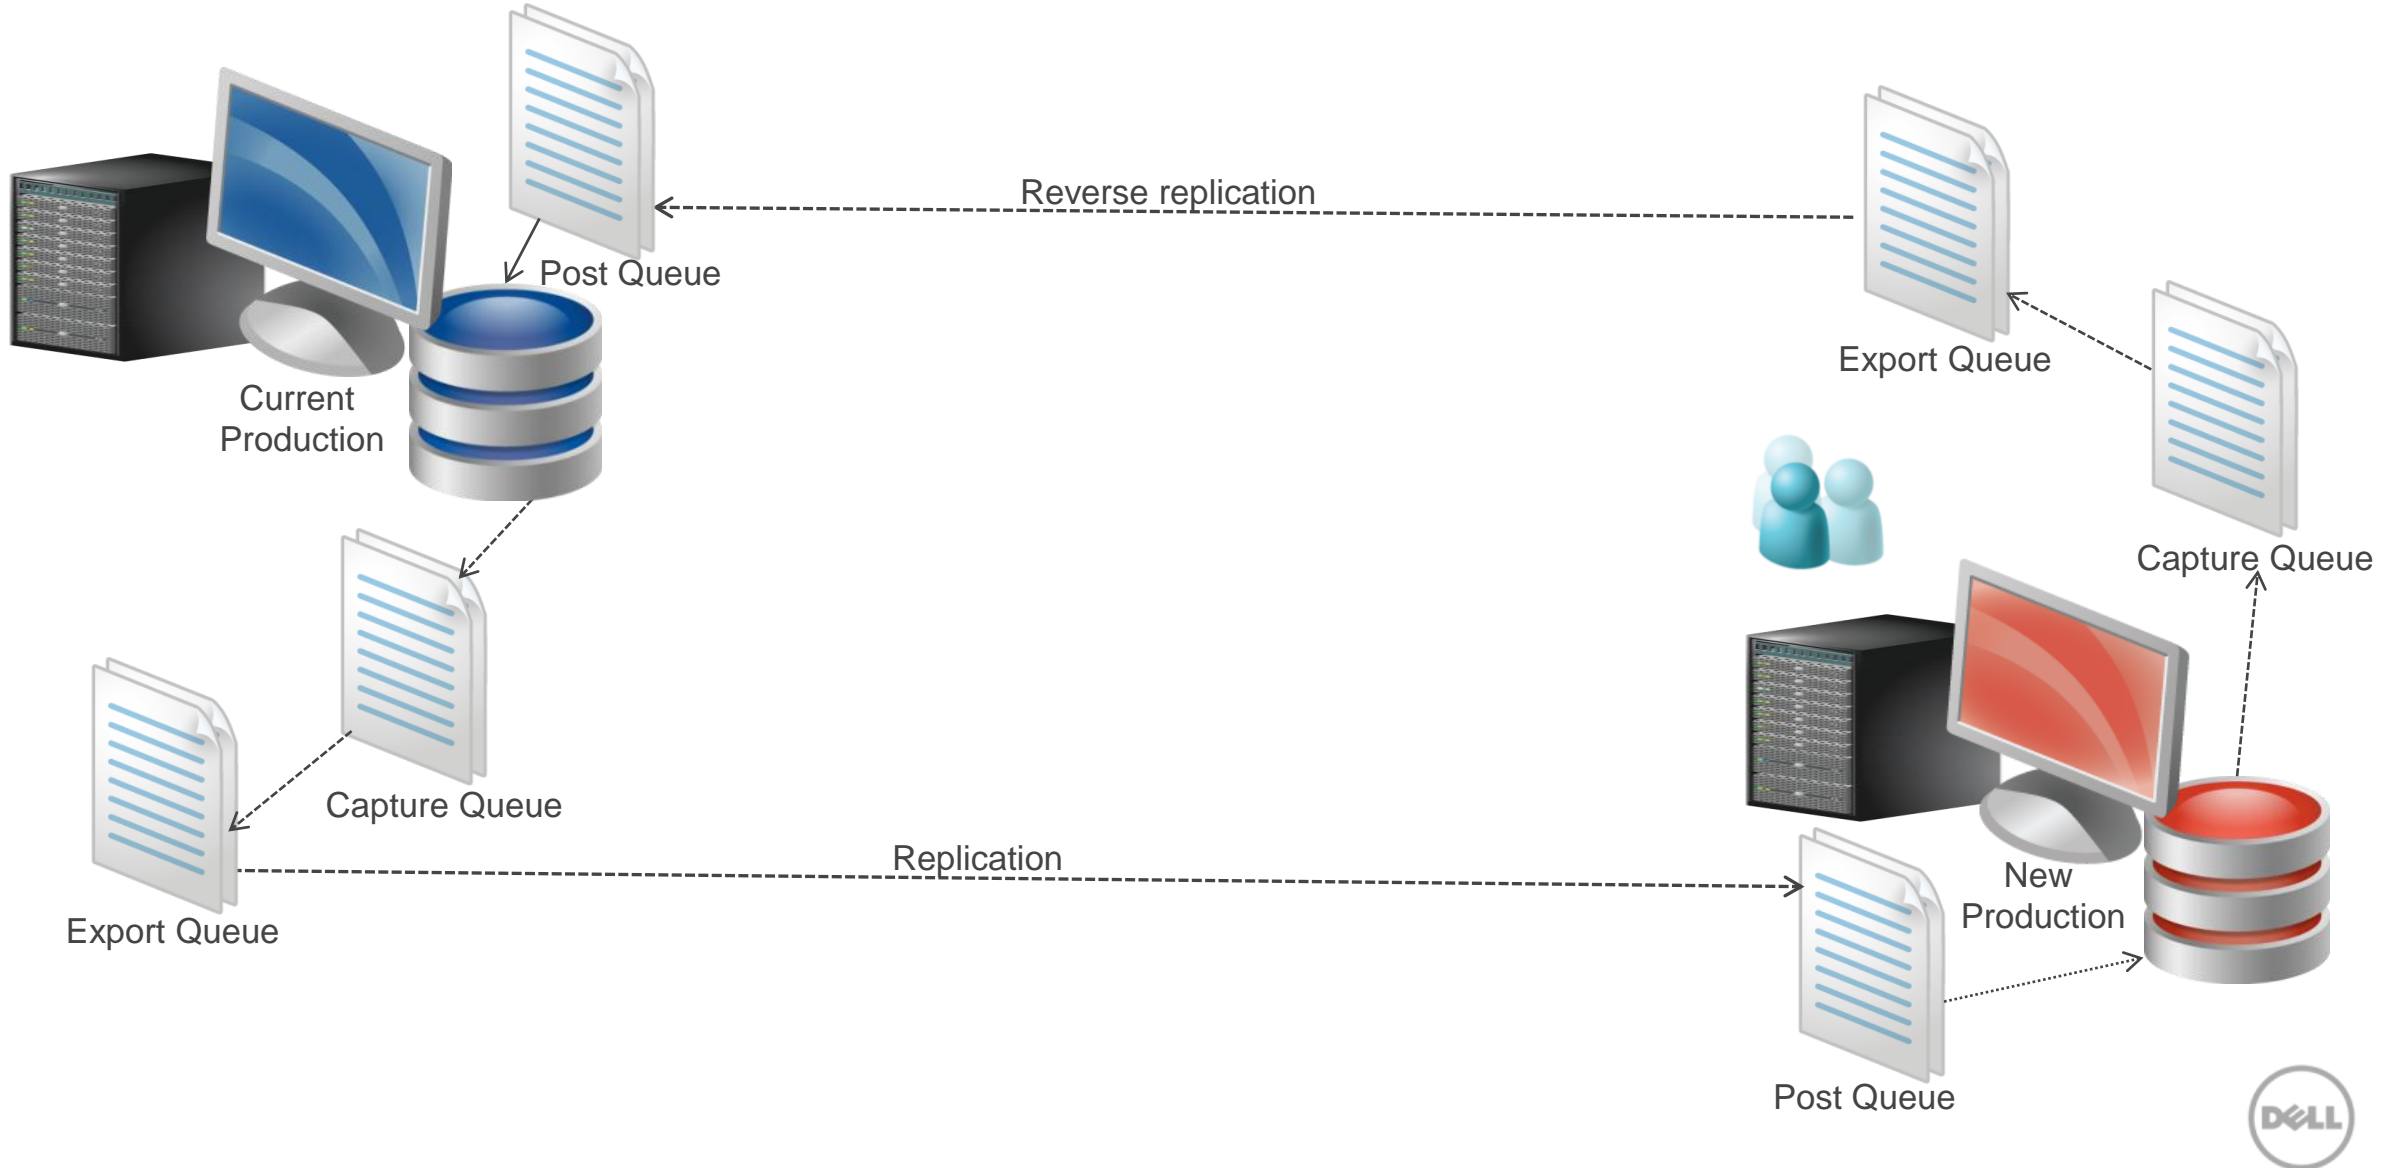 Reverse replication
Post Queue
Export Queue
Current
Production
Capture Queue
Capture Queue
Replication
New
Production
Export Queue
Post Queue
DELL